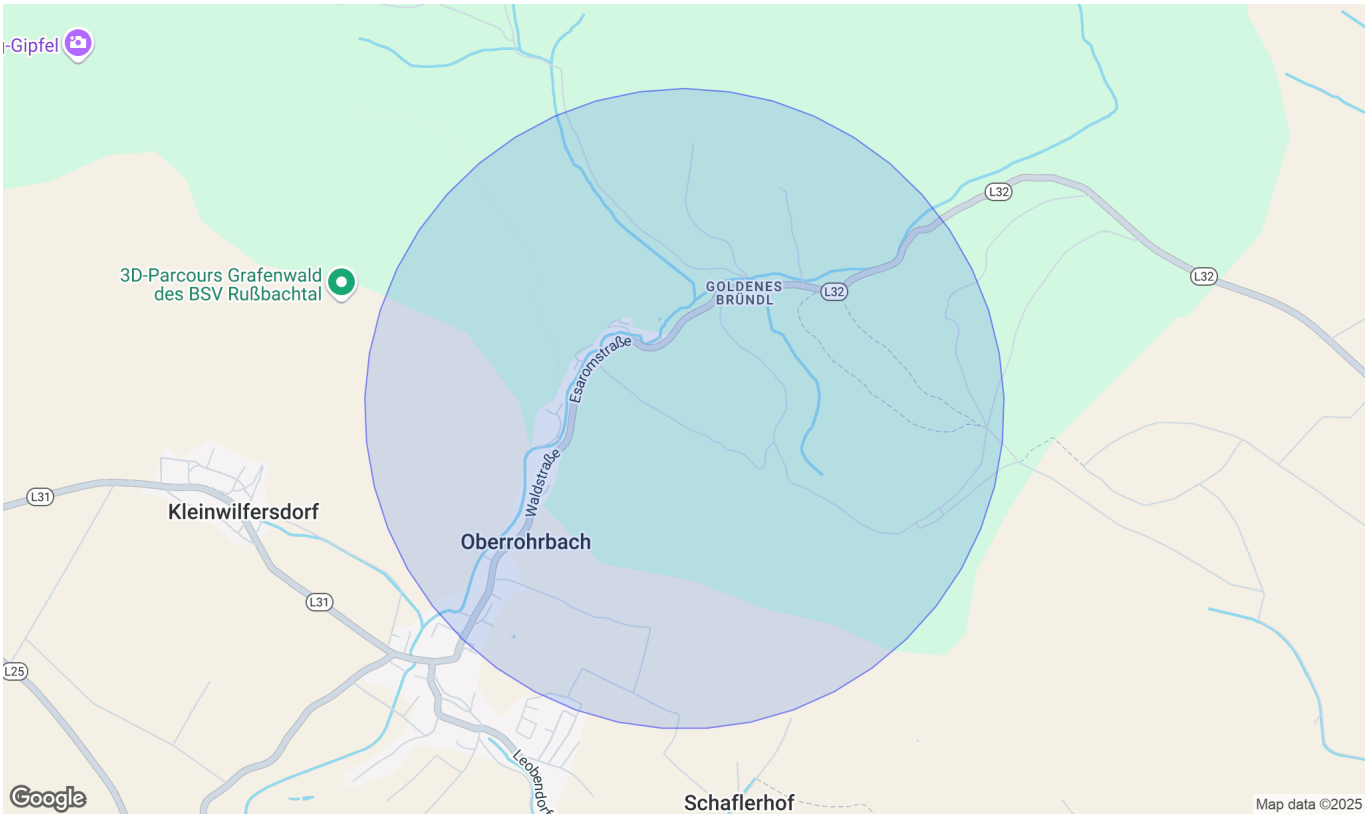 g-Gipfel
L32
L32
3D-Parcours Grafenwald
des BSV Rußbachtal
GOLDENES
BRÜNDL
L32
Esaromstraße
Waldstraße
L31
Kleinwilfersdorf
Oberrohrbach
L31
L25
Leobendorf
Schaflerhof
Google
Map data ©2025